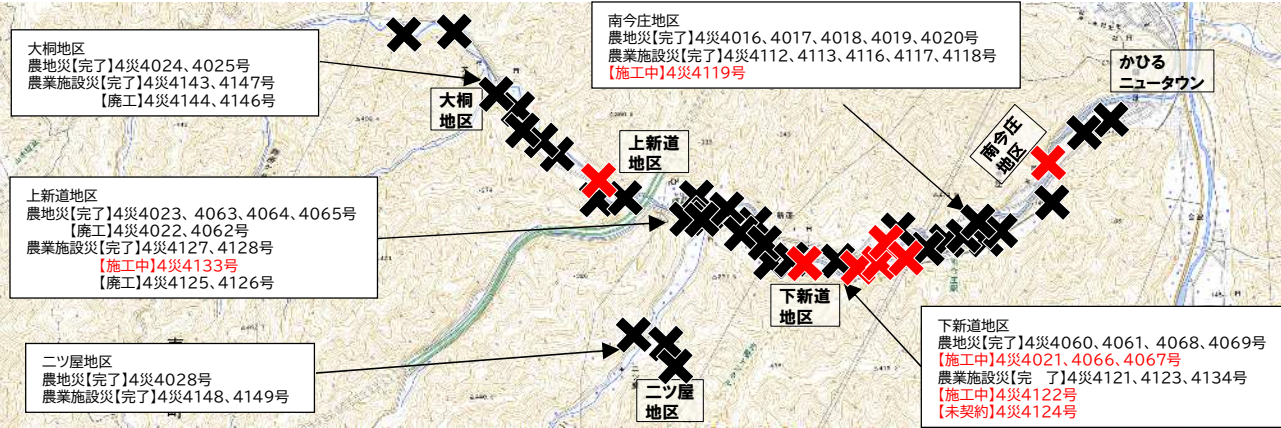 大桐地区
農地災【完了】4災4024、4025号
農業施設災【完了】4災4143、4147号
【廃工】4災4144、4146号
南今庄地区
農地災【完了】4災4016、4017、4018、4019、4020号
農業施設災【完了】4災4112、4113、4116、4117、4118号
【施工中】4災4119号
かひる
ニュータウン
大桐
地区
上新道
地区
南今庄
地区
上新道地区
農地災【完了】4災4023、4063、4064、4065号
【廃工】4災4022、4062号
農業施設災【完了】4災4127、4128号
【施工中】4災4133号
【廃工】4災4125、4126号
下新道
地区
二ツ屋地区
農地災【完了】4災4028号
農業施設災【完了】4災4148、4149号
二ツ屋
地区
下新道地区
農地災【完了】4災4060、4061、4068、4069号
【施工中】4災4021、4066、4067号
農業施設災【完　了】4災4121、4123、4134号
【施工中】4災4122号
【未契約】4災4124号